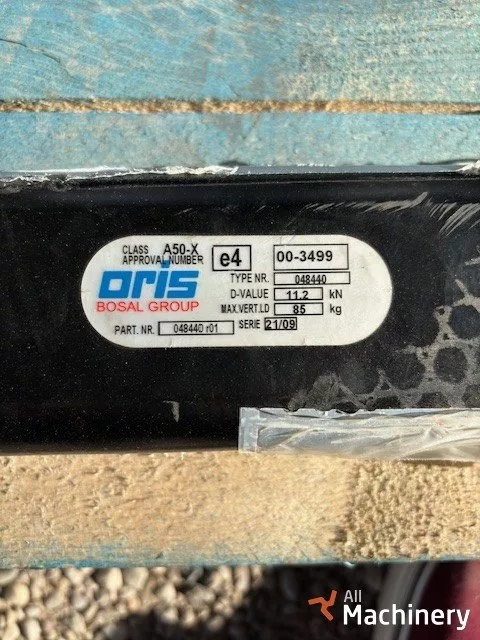 CLASS A50-X
APPROVAL NUMBER e4 00-3499
oris
BOSAL GROUP
TYPE NR. 048440
D-VALUE 11.2 kN
MAX.VERT.LD 85 kg
PART. NR. 048440 r01 SERIE 21/09
All
Machinery